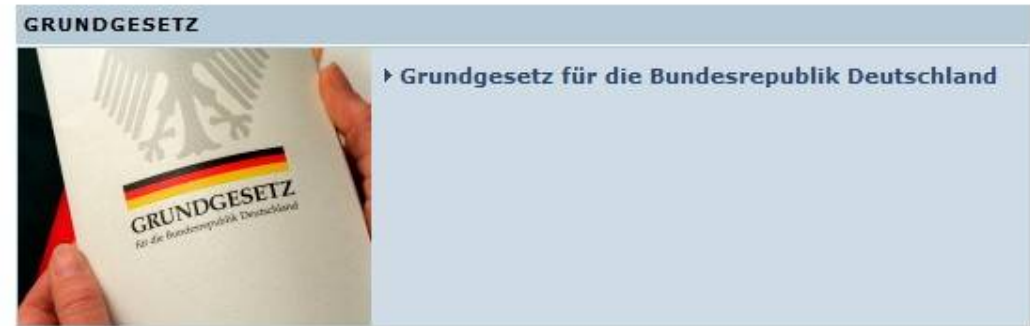 GRUNDGESETZ
Grundgesetz für die Bundesrepublik Deutschland
GRUNDGESETZ
für die Bundesrepublik Deutschland